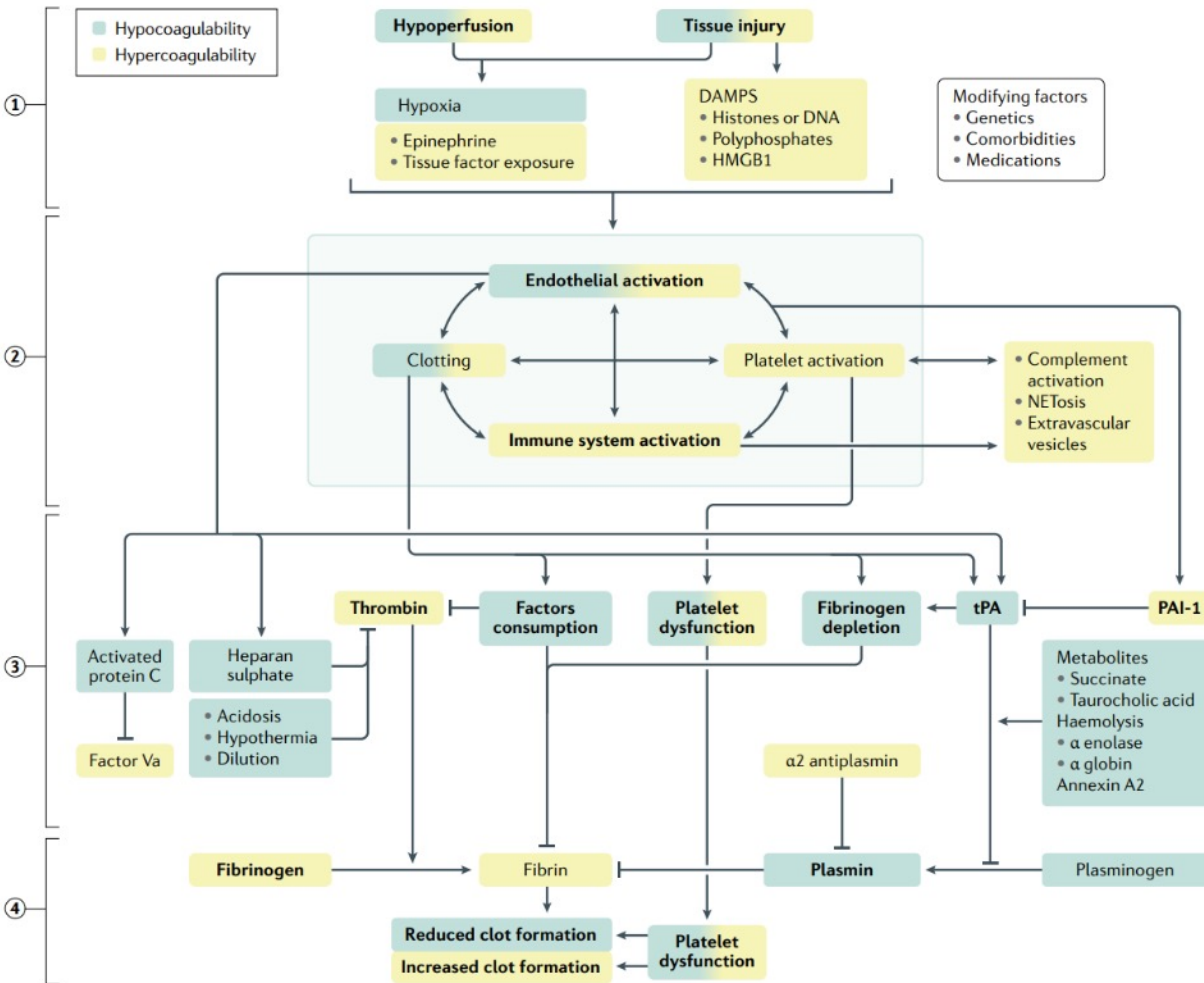 Hypocoagulability
Hypercoagulability
Hypoperfusion
Tissue injury
①
Hypoxia
• Epinephrine
• Tissue factor exposure
DAMPS
• Histones or DNA
• Polyphosphates
• HMGB1
Modifying factors
• Genetics
• Comorbidities
• Medications
②
Endothelial activation
Clotting
Platelet activation
Immune system activation
• Complement
activation
• NETosis
• Extravascular
vesicles
③
Thrombin
Factors
consumption
Platelet
dysfunction
Fibrinogen
depletion
tPA
PAI-1
Activated
protein C
Heparan
sulphate
• Acidosis
• Hypothermia
• Dilution
Factor Va
α2 antiplasmin
Metabolites
• Succinate
• Taurocholic acid
Haemolysis
• α enolase
• α globin
Annexin A2
④
Fibrinogen
Fibrin
Plasmin
Plasminogen
Reduced clot formation
Increased clot formation
Platelet
dysfunction